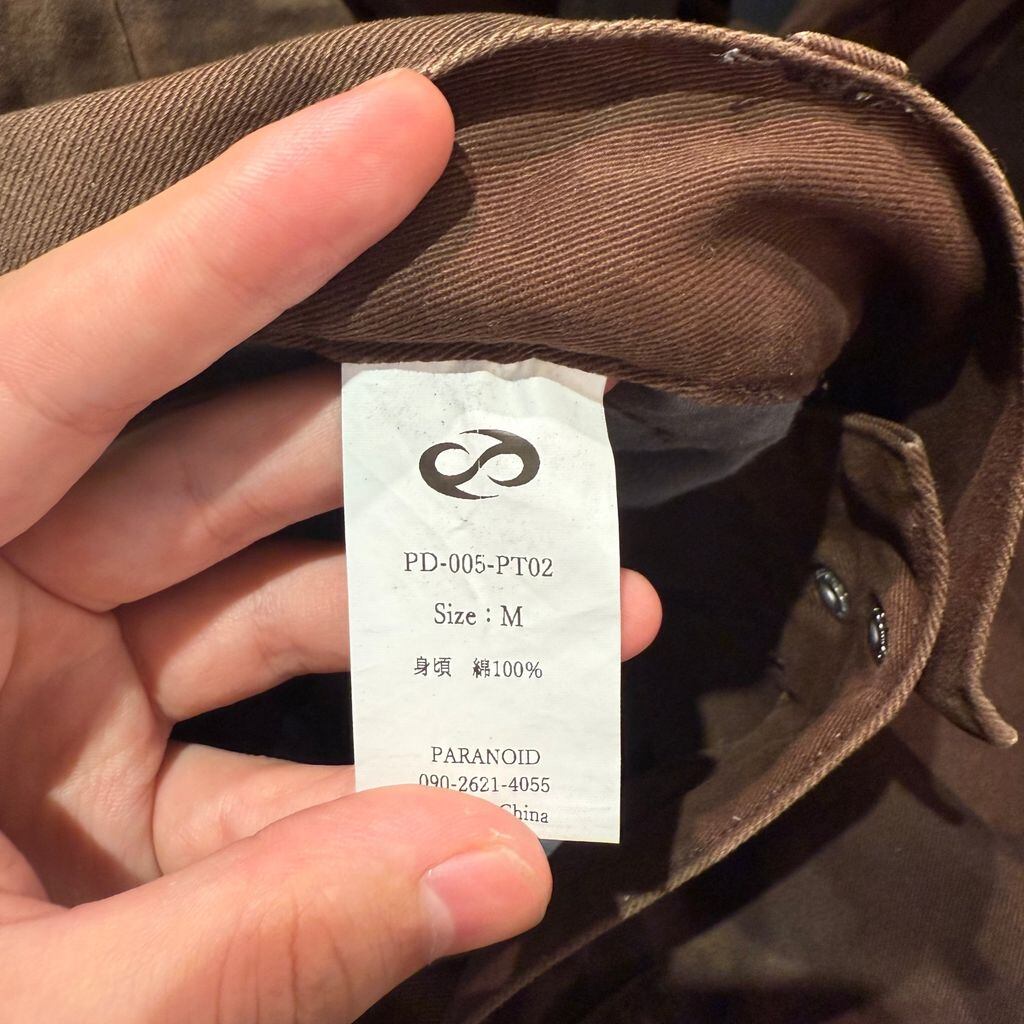 PD-005-PT02
Size : M
身頃 綿100%
PARANOID
090-2621-4055
China